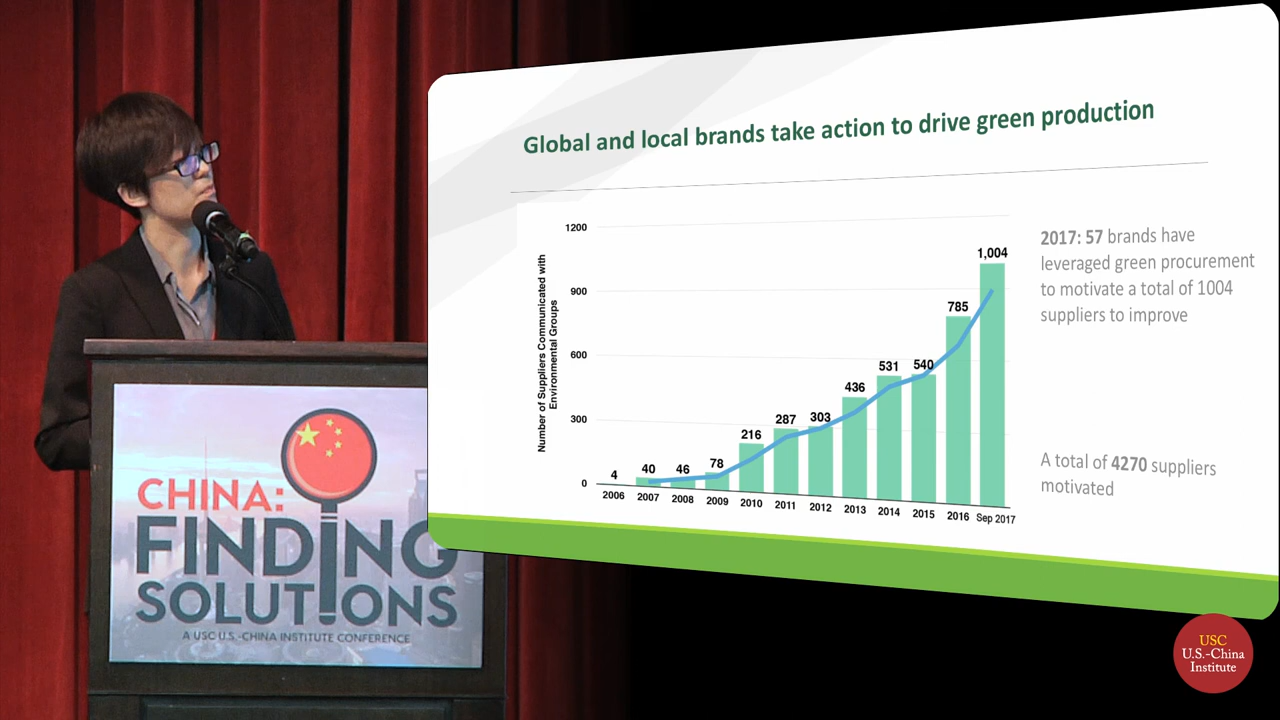 Global and local brands take action to drive green production
Number of Suppliers Communicated with
Environmental Groups
1200
900
600
300
0
4
40
46
78
216
287
303
436
531
540
785
1,004
2006
2007
2008
2009
2010
2011
2012
2013
2014
2015
2016
Sep 2017
2017: 57 brands have
leveraged green procurement
to motivate a total of 1004
suppliers to improve
A total of 4270 suppliers
motivated
CHINA:
FINDING
SOLUTIONS
A USC U.S.-CHINA INSTITUTE CONFERENCE
USC
U.S.-China
Institute